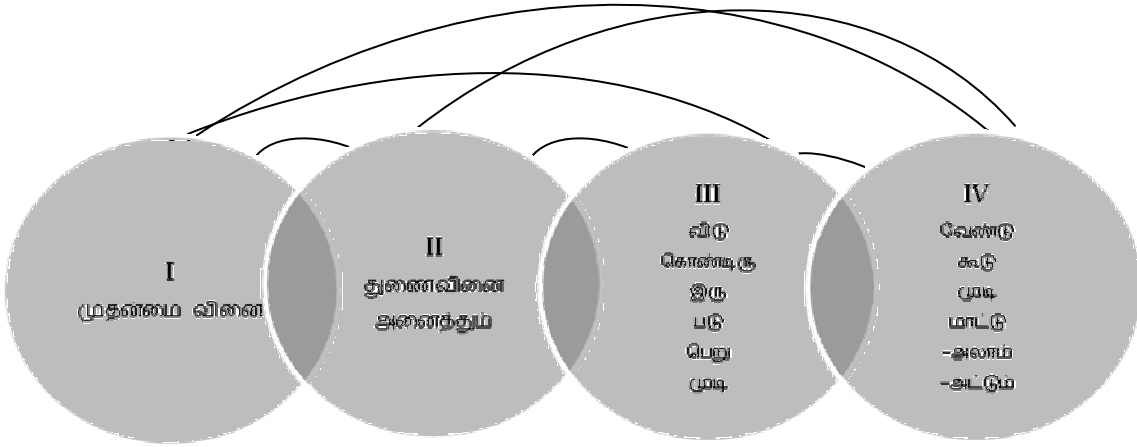 I
முதன்மை வினை
II
துணைவினை
அனைத்தும்
III
விடு
கொண்டிரு
இரு
படு
பெறு
முடி
IV
வேண்டு
கூடு
முடி
மாட்டு
-அலாம்
-அட்டும்